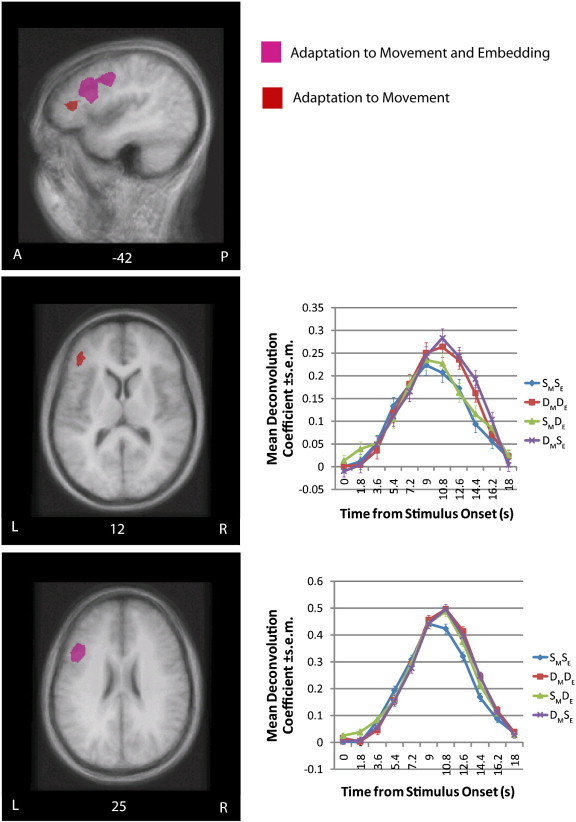 Adaptation to Movement and Embedding
Adaptation to Movement
A
-42
P
L
12
R
0.35
0.3
0.25
0.2
0.15
0.1
0.05
0
-0.05
Mean Deconvolution
Coefficient ±s.e.m.
0
1.8
3.6
5.4
7.2
9
10.8
12.6
14.4
16.2
18
Time from Stimulus Onset (s)
SMSE
DMDE
SMDE
DMSE
L
25
R
0.6
0.5
0.4
0.3
0.2
0.1
0
-0.1
Mean Deconvolution
Coefficient ±s.e.m.
0
1.8
3.6
5.4
7.2
9
10.8
12.6
14.4
16.2
18
Time from Stimulus Onset (s)
SMSE
DMDE
SMDE
DMSE